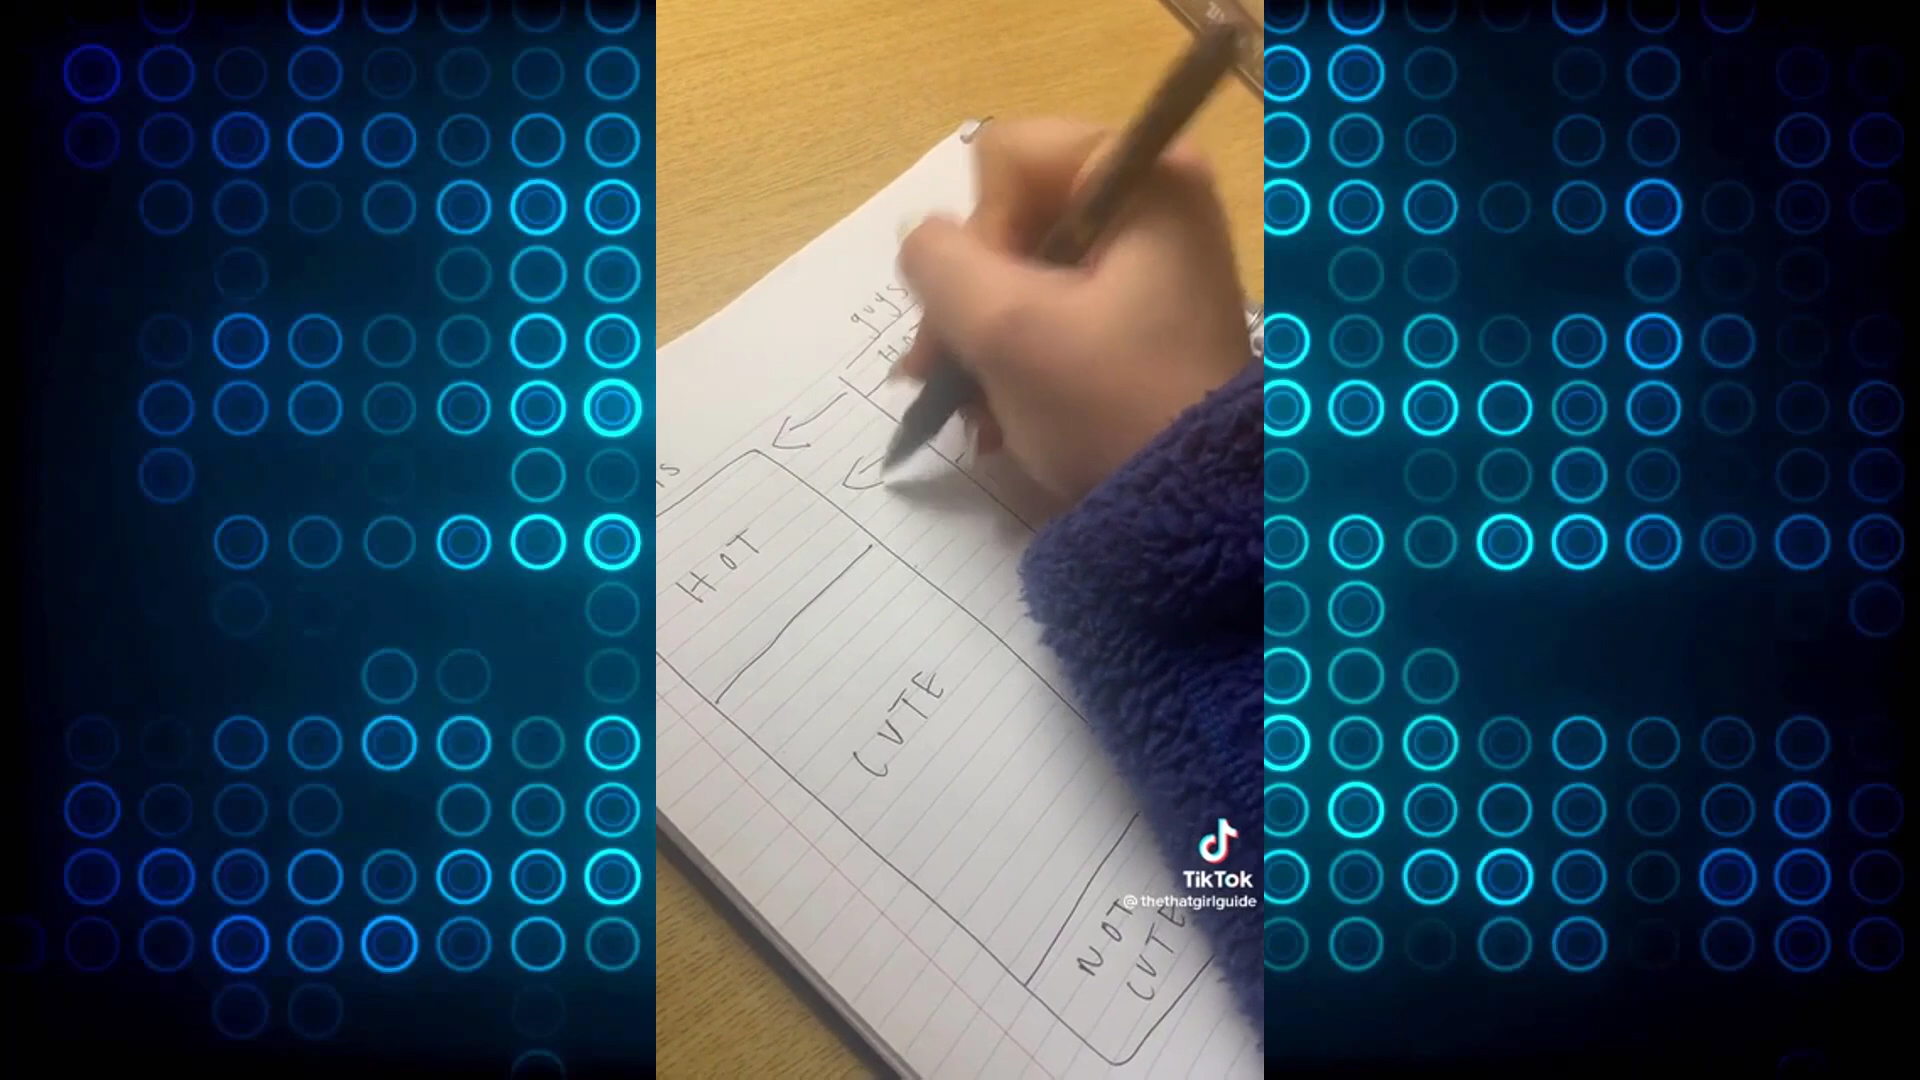 guys
HOT
CUTE
NOT
CUTE
TikTok
@thethatgirlguide